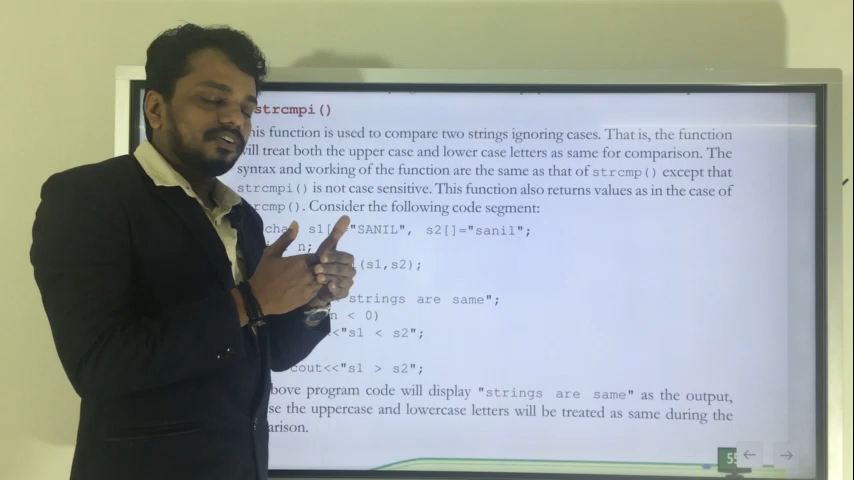 strcmpi()
his function is used to compare two strings ignoring cases. That is, the function
will treat both the upper case and lower case letters as same for comparison. The
syntax and working of the function are the same as that of strcmp() except that
strcmpi() is not case sensitive. This function also returns values as in the case of
rcmp(). Consider the following code segment:
cha s1[ ="SANIL", s2[]="sanil";
n;
(s1,s2);
strings are same";
n < 0)
<"s1 < s2";
cout<<"s1 > s2";
bove program code will display "strings are same" as the output,
se the uppercase and lowercase letters will be treated as same during the
arison.